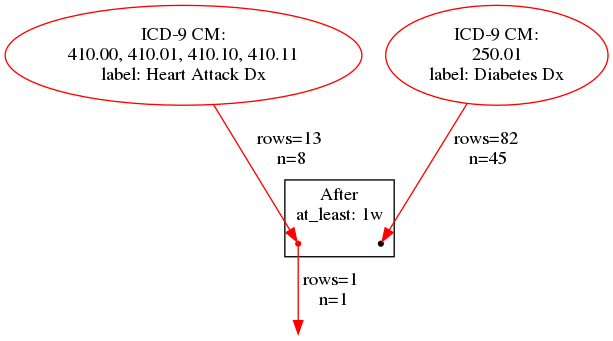 ICD-9 CM:
410.00, 410.01, 410.10, 410.11
label: Heart Attack Dx
ICD-9 CM:
250.01
label: Diabetes Dx
rows=13
n=8
rows=82
n=45
After
at_least: 1w
rows=1
n=1